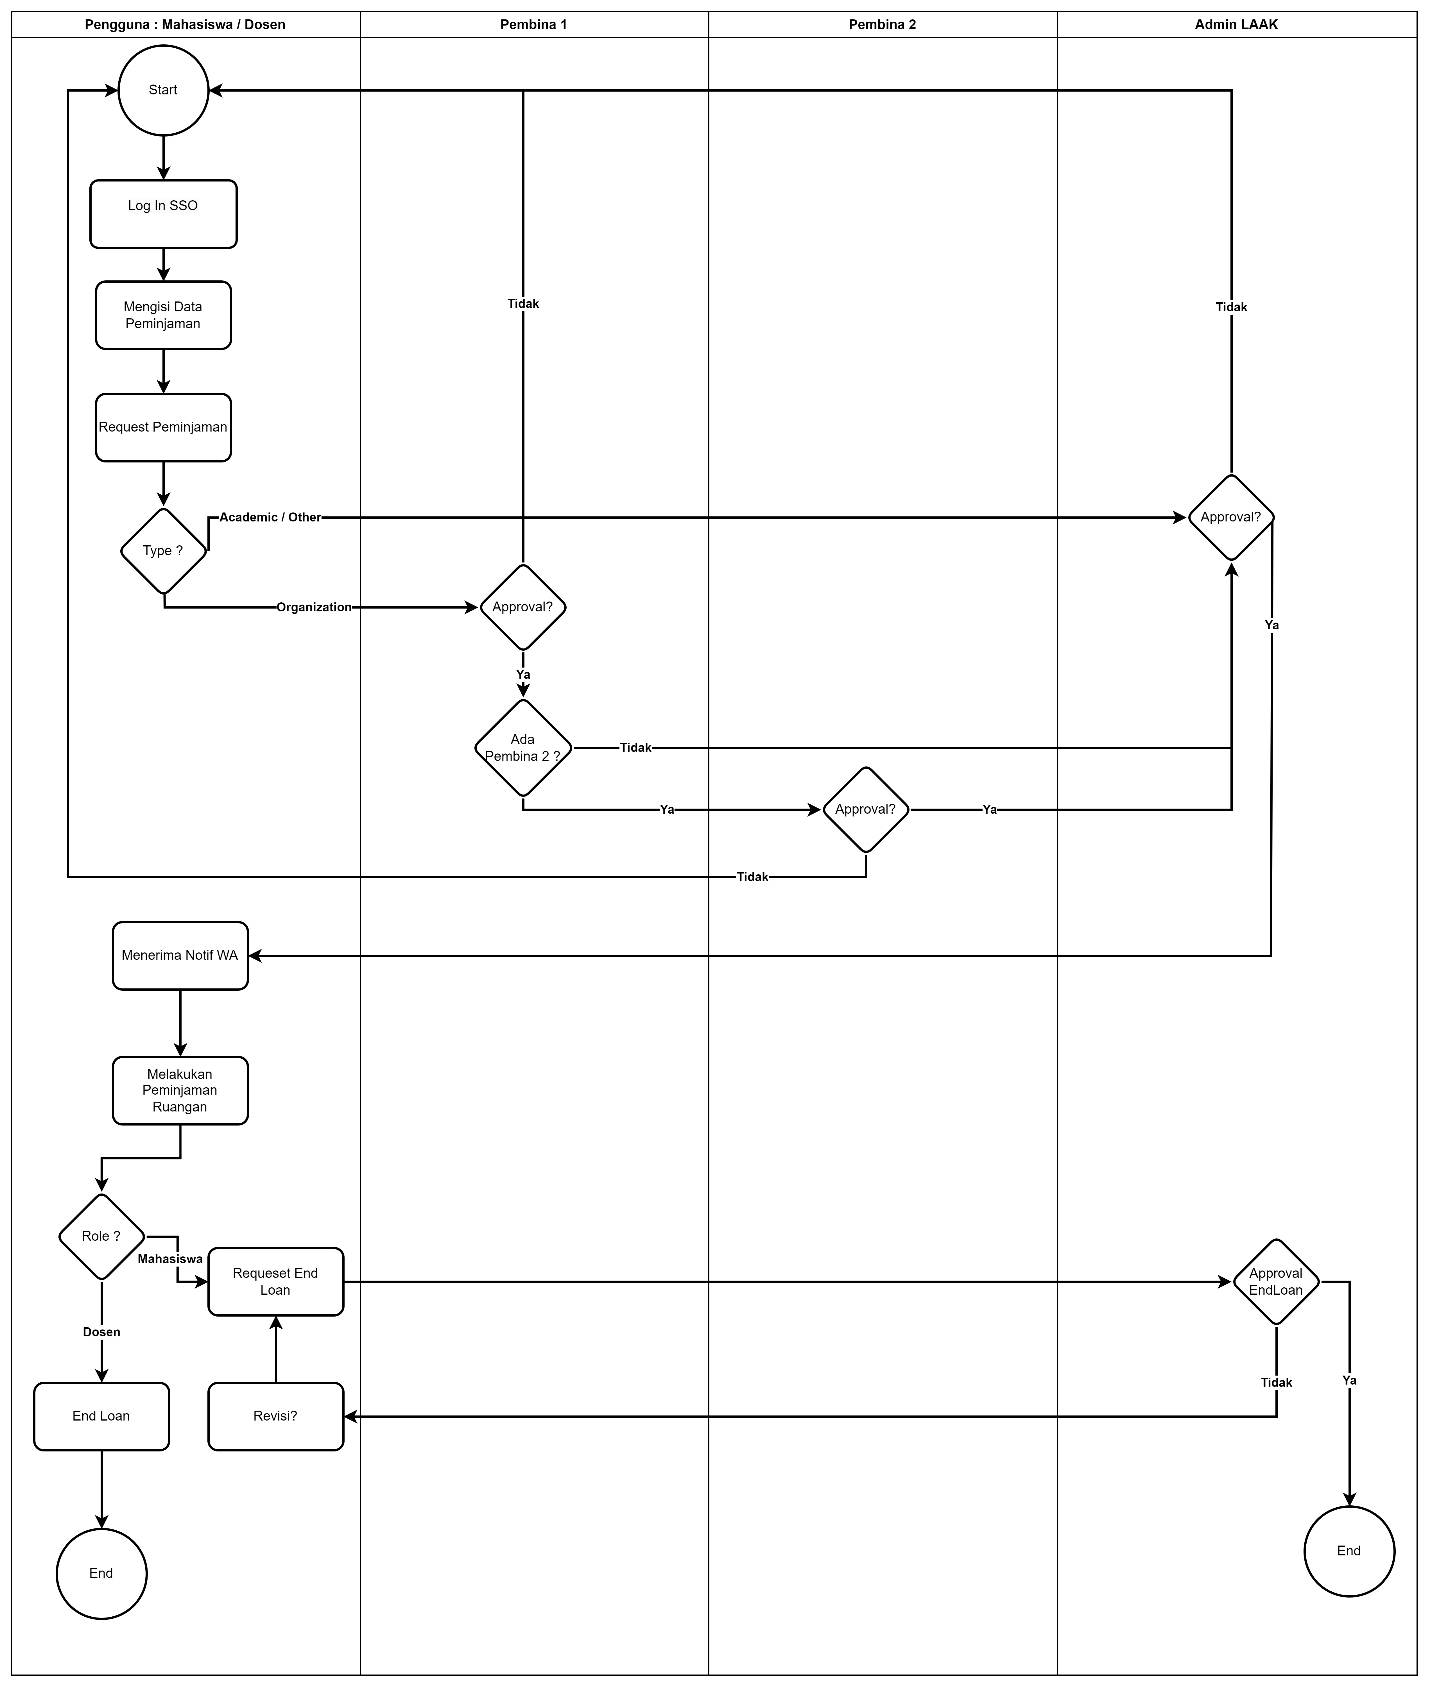 Pengguna : Mahasiswa / Dosen
Pembina 1
Pembina 2
Admin LAAK
Start
Log In SSO
Mengisi Data
Peminjaman
Tidak
Tidak
Request Peminjaman
Academic / Other
Approval?
Type ?
Organization
Approval?
Ya
Ya
Ada
Pembina 2 ?
Tidak
Ya
Approval?
Ya
Tidak
Menerima Notif WA
Melakukan
Peminjaman
Ruangan
Role ?
Mahasiswa
Requeset End
Loan
Approval
EndLoan
Dosen
Tidak
Ya
End Loan
Revisi?
End
End